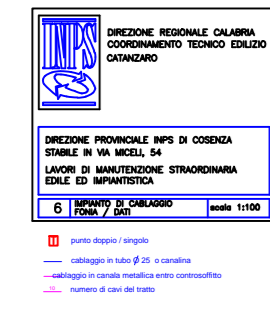 INPS
DIREZIONE REGIONALE CALABRIA
COORDINAMENTO TECNICO EDILIZIO
CATANZARO
DIREZIONE PROVINCIALE INPS DI COSENZA
STABILE IN VIA MICELI, 54
LAVORI DI MANUTENZIONE STRAORDINARIA
EDILE ED IMPIANTISTICA
6 IMPIANTO DI CABLAGGIO
FONIA / DATI
scala 1:100
punto doppio / singolo
cablaggio in tubo Ø 25 o canalina
cablaggio in canala metallica entro controsoffitto
10 numero di cavi del tratto